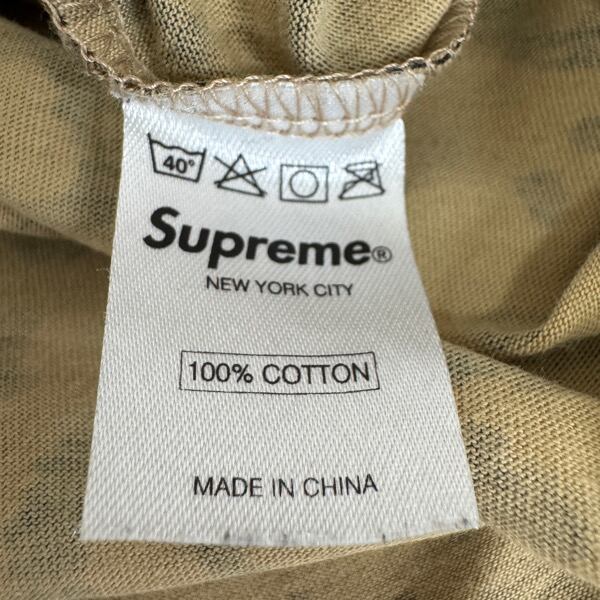 40°
Supreme®
NEW YORK CITY
100% COTTON
MADE IN CHINA